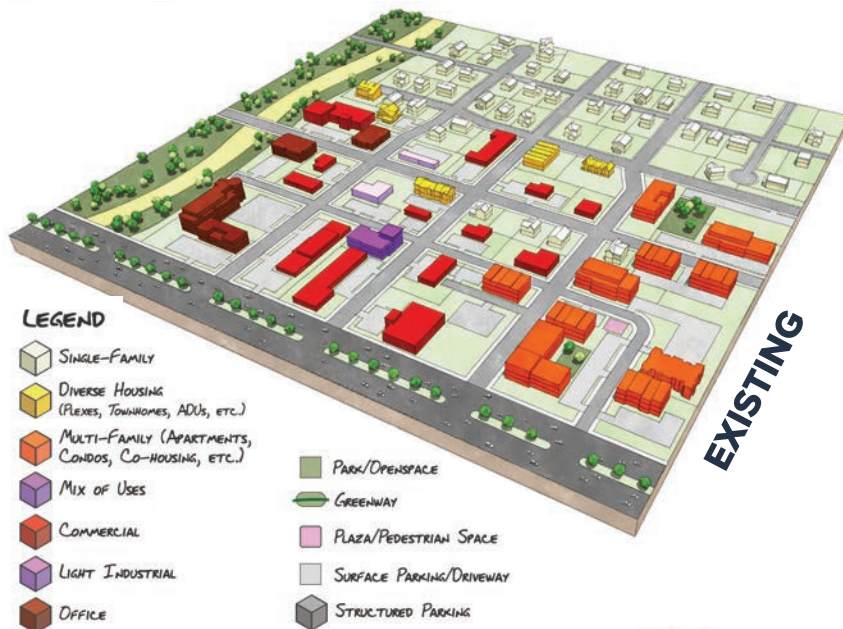 LEGEND
SINGLE-FAMILY
DIVERSE HOUSING
(PLEXES, TOWNHOMES, ADUS, ETC.)
MULTI-FAMILY (APARTMENTS,
CONDOS, CO-HOUSING, ETC.)
MIX OF USES
COMMERCIAL
LIGHT INDUSTRIAL
OFFICE
PARK/OPENSPACE
GREENWAY
PLAZA/PEDESTRIAN SPACE
SURFACE PARKING/DRIVEWAY
STRUCTURED PARKING
EXISTING